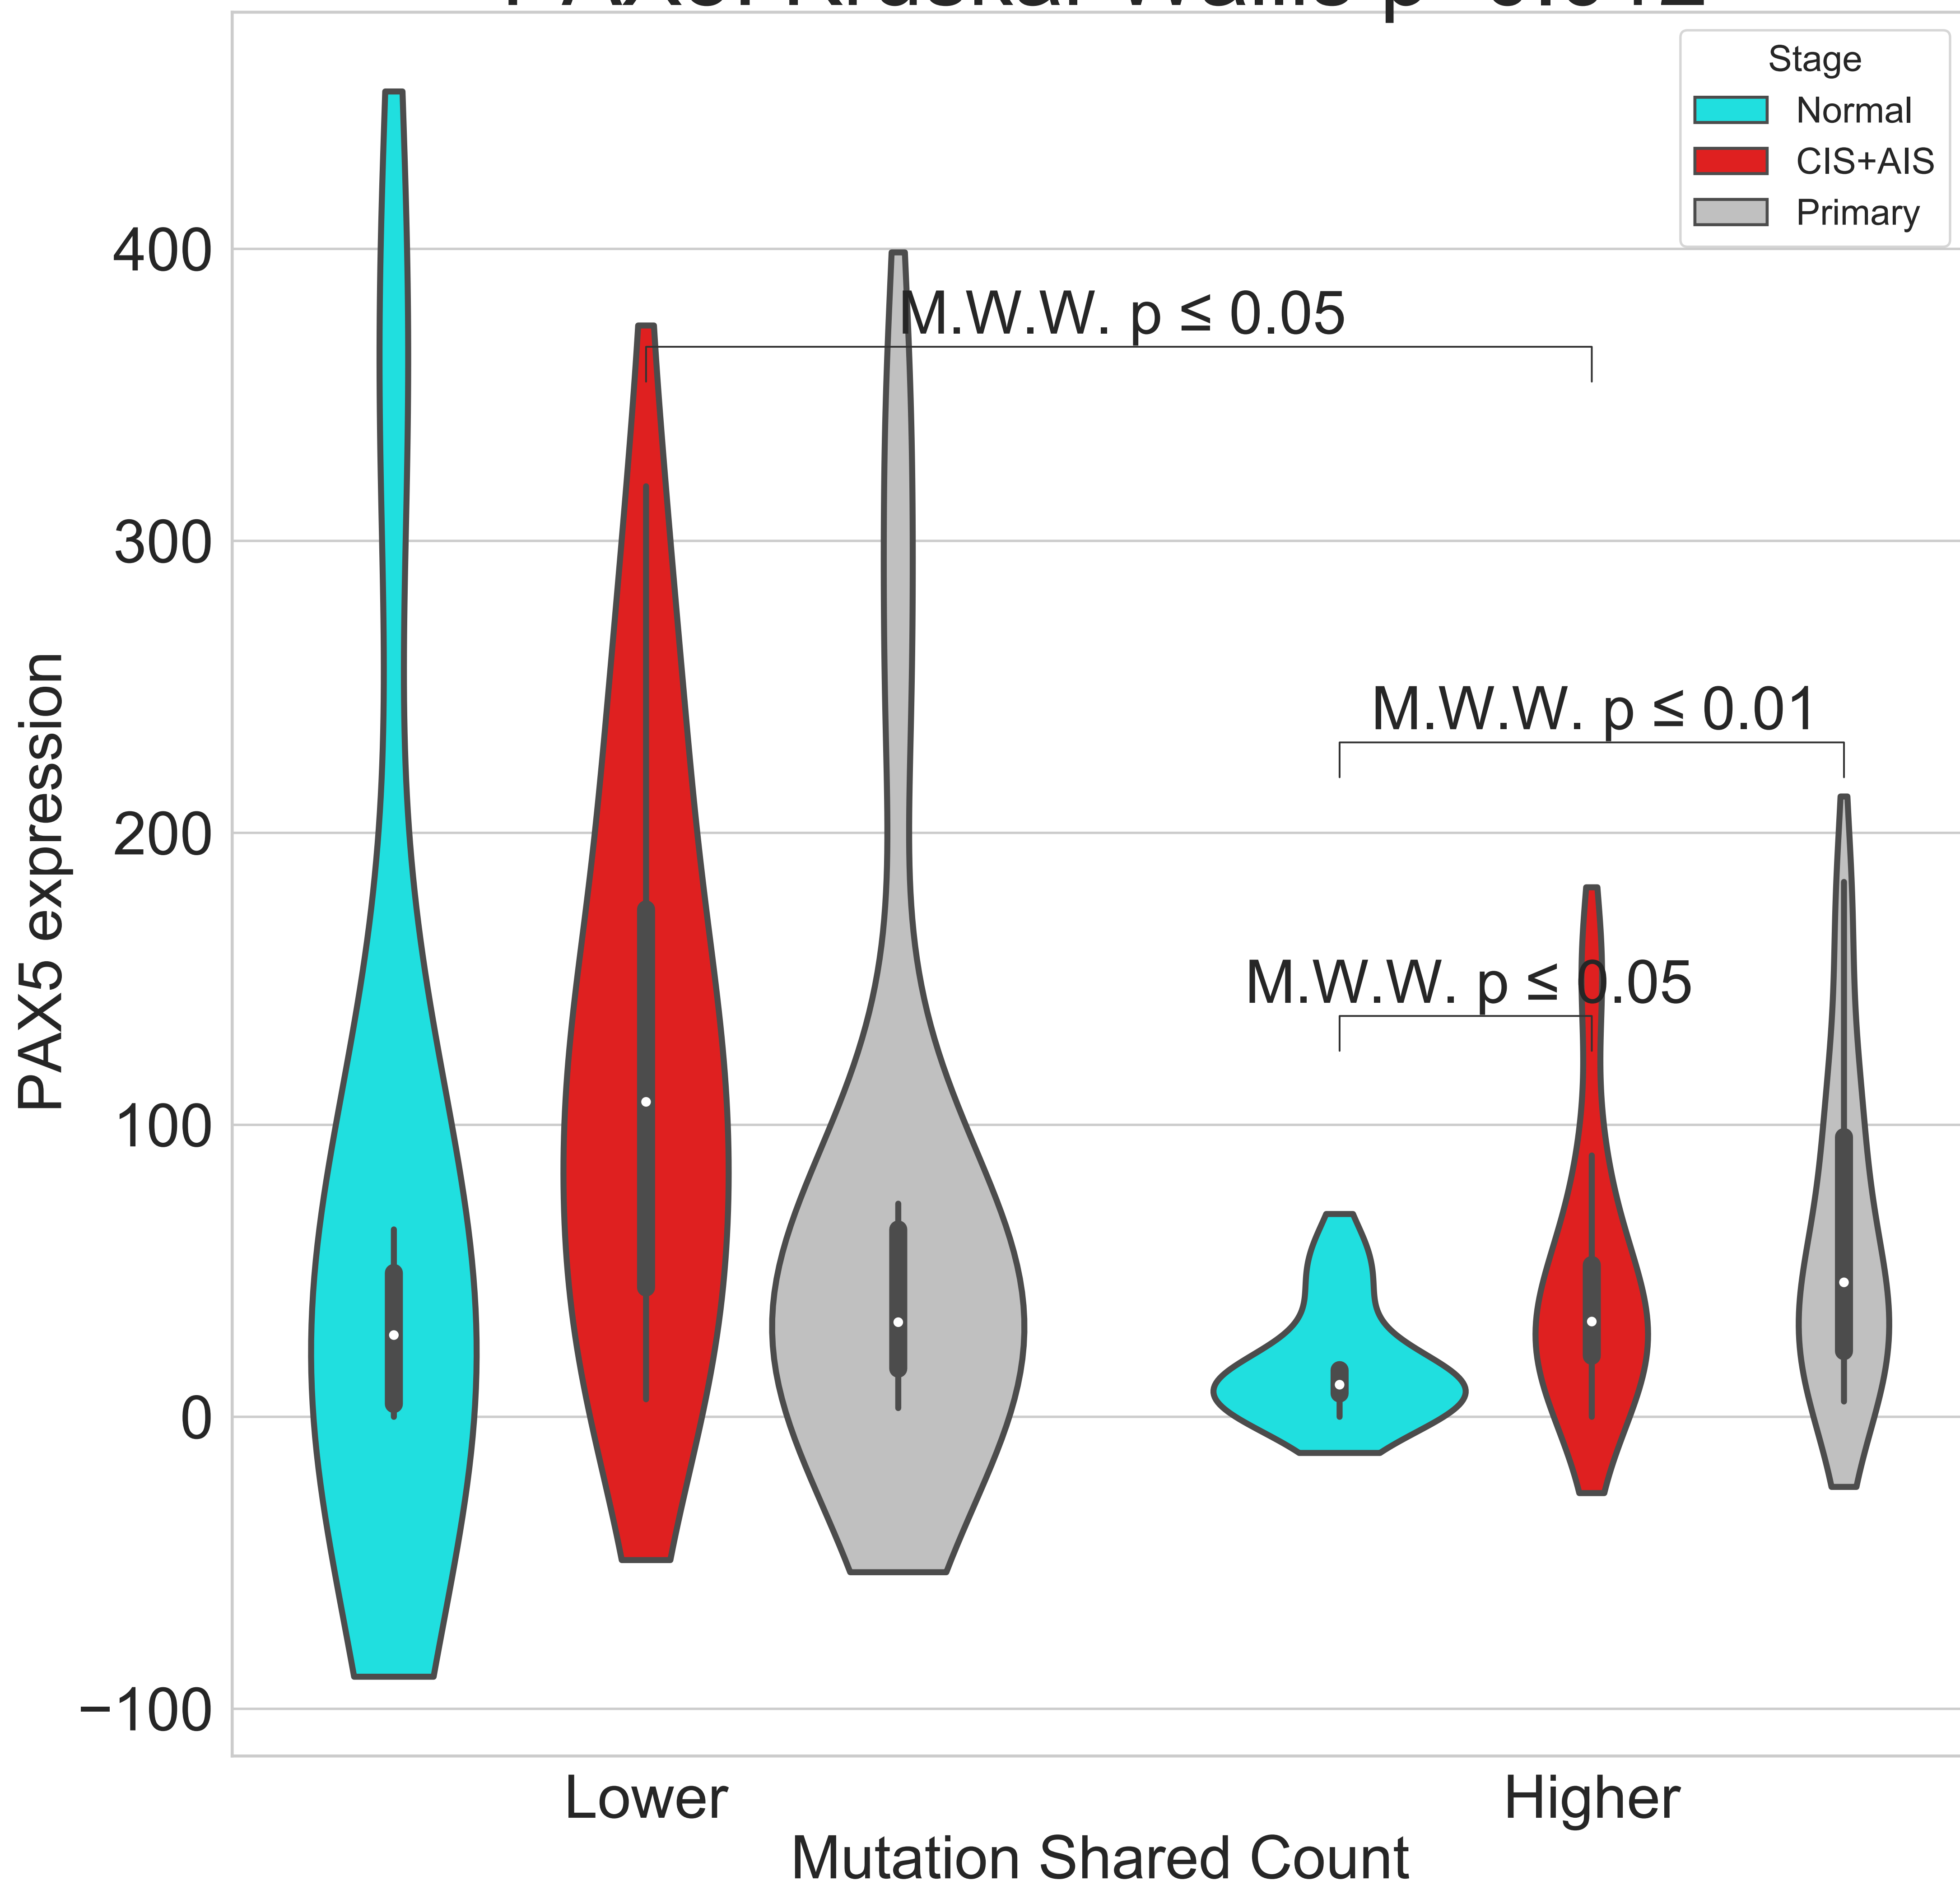 Stage
Normal
CIS+AIS
Primary
400
300
200
100
0
−100
PAX5 expression
M.W.W. p ≤ 0.05
M.W.W. p ≤ 0.01
M.W.W. p ≤ 0.05
Lower
Higher
Mutation Shared Count